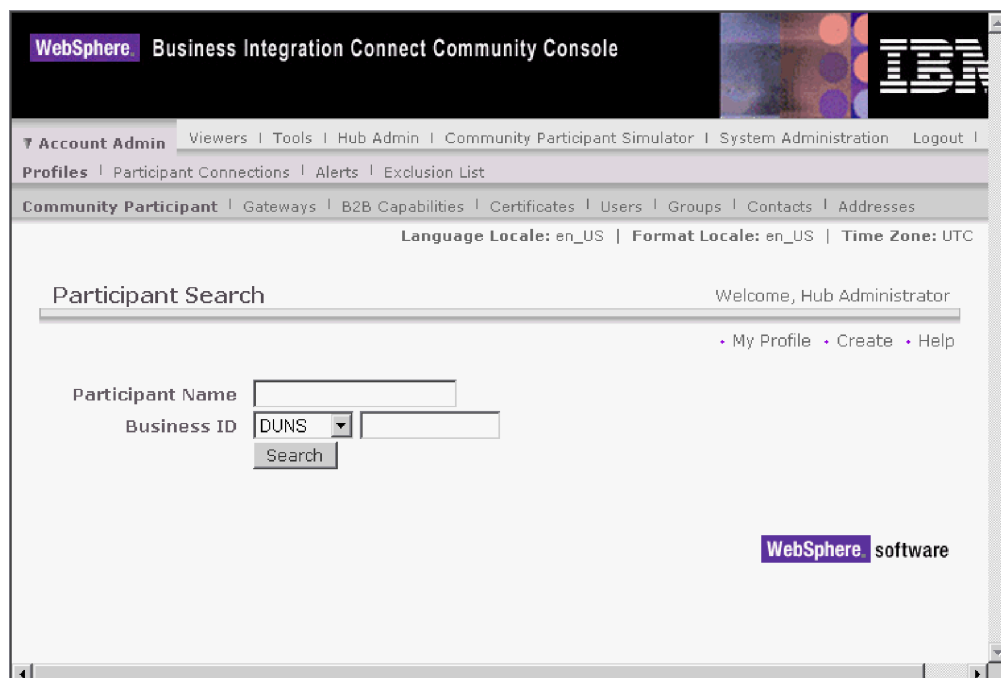 WebSphere. Business Integration Connect Community Console
IBM
Account Admin Viewers | Tools | Hub Admin | Community Participant Simulator | System Administration Logout |
Profiles | Participant Connections | Alerts | Exclusion List
Community Participant | Gateways | B2B Capabilities | Certificates | Users | Groups | Contacts | Addresses
Language Locale: en_US | Format Locale: en_US | Time Zone: UTC
Participant Search Welcome, Hub Administrator
• My Profile • Create • Help
Participant Name
Business ID DUNS
Search
WebSphere. software